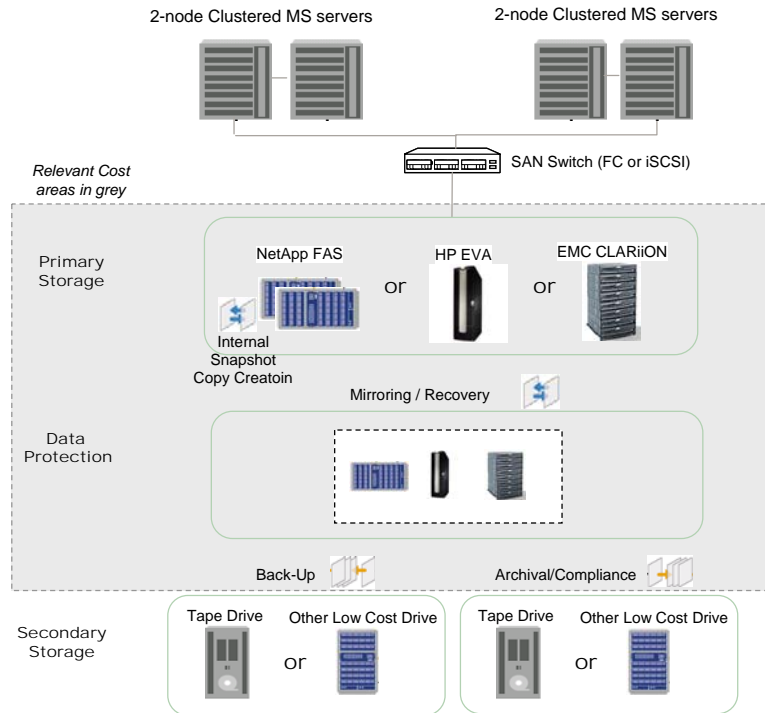 2-node Clustered MS servers
2-node Clustered MS servers
SAN Switch (FC or iSCSI)
Relevant Cost
areas in grey
Primary
Storage
NetApp FAS
or
HP EVA
or
EMC CLARiiON
Internal
Snapshot
Copy Creatoin
Mirroring / Recovery
Data
Protection
Back-Up
Archival/Compliance
Secondary
Storage
Tape Drive
or
Other Low Cost Drive
Tape Drive
or
Other Low Cost Drive